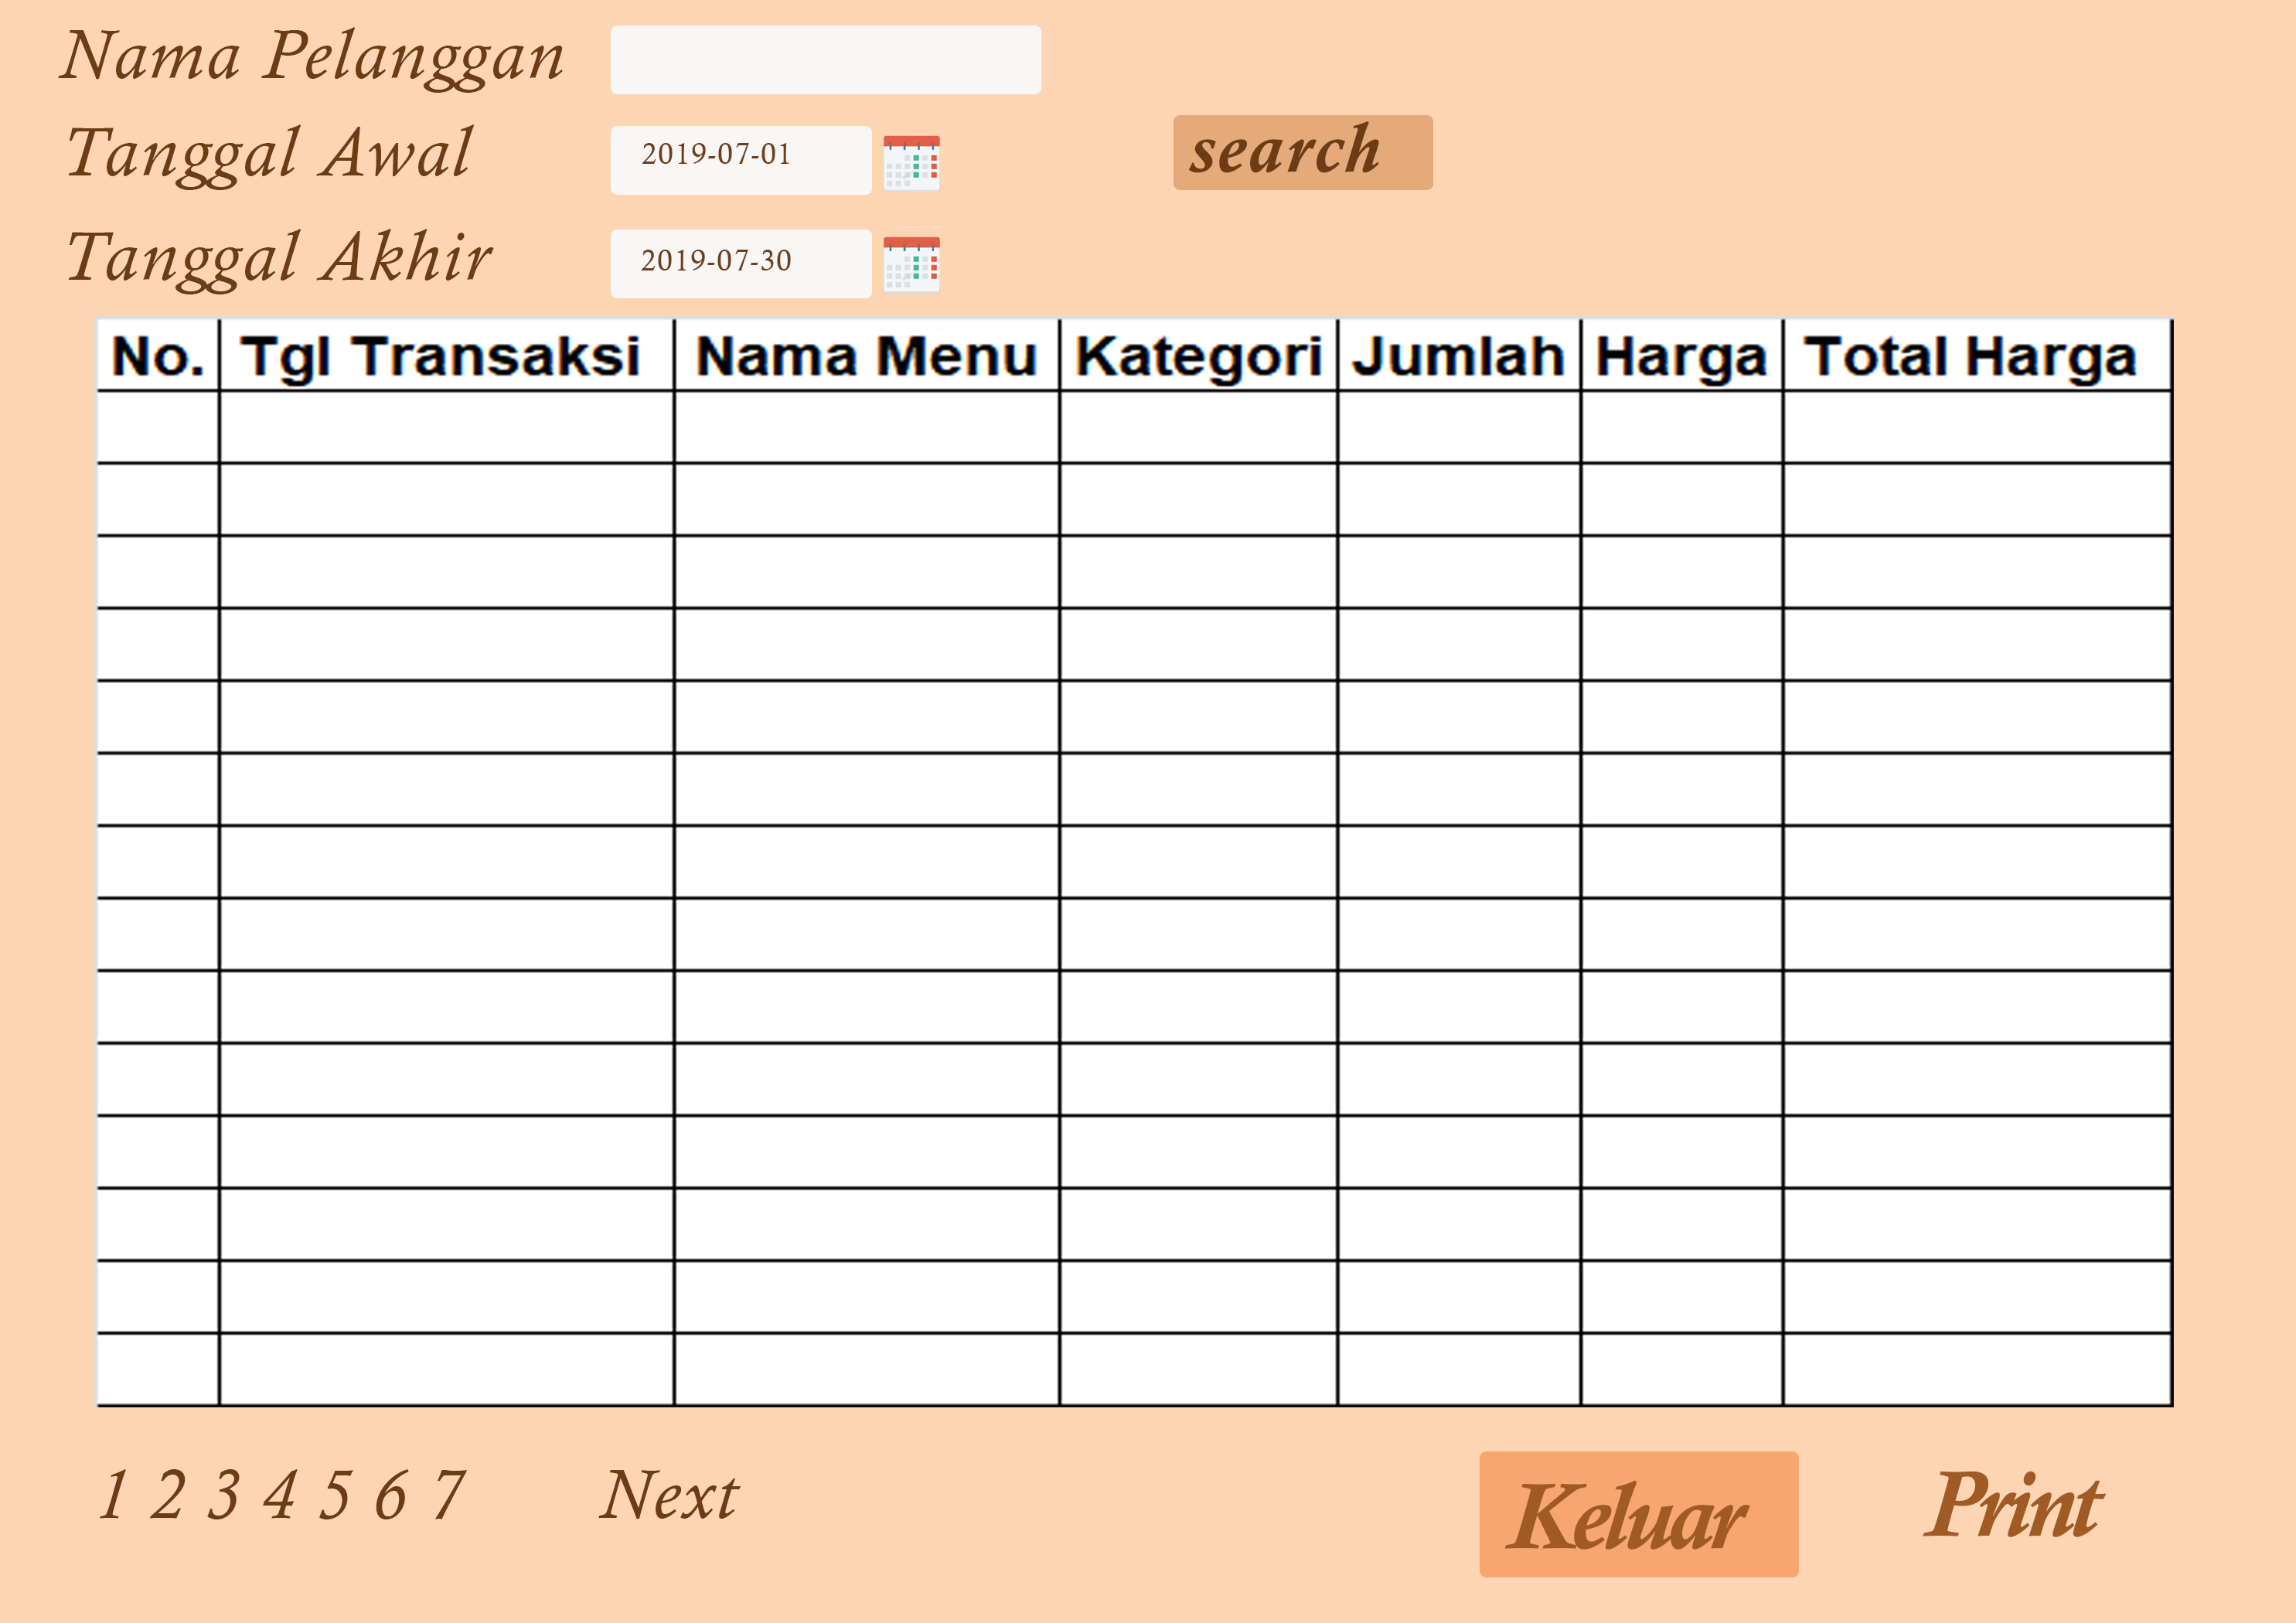 Nama Pelanggan
Tanggal Awal 2019-07-01 search
Tanggal Akhir 2019-07-30
No. Tgl Transaksi Nama Menu Kategori Jumlah Harga Total Harga
1 2 3 4 5 6 7 Next Keluar Print